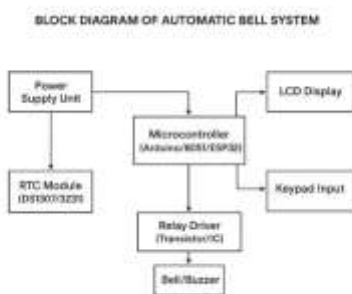 BLOCK DIAGRAM OF AUTOMATIC BELL SYSTEM
Power
Supply Unit
LCD Display
Microcontroller
(Arduino/8051/ESP32)
RTC Module
(DS1307/3231)
Keypad Input
Relay Driver
(Transistor/IC)
Bell/Buzzer